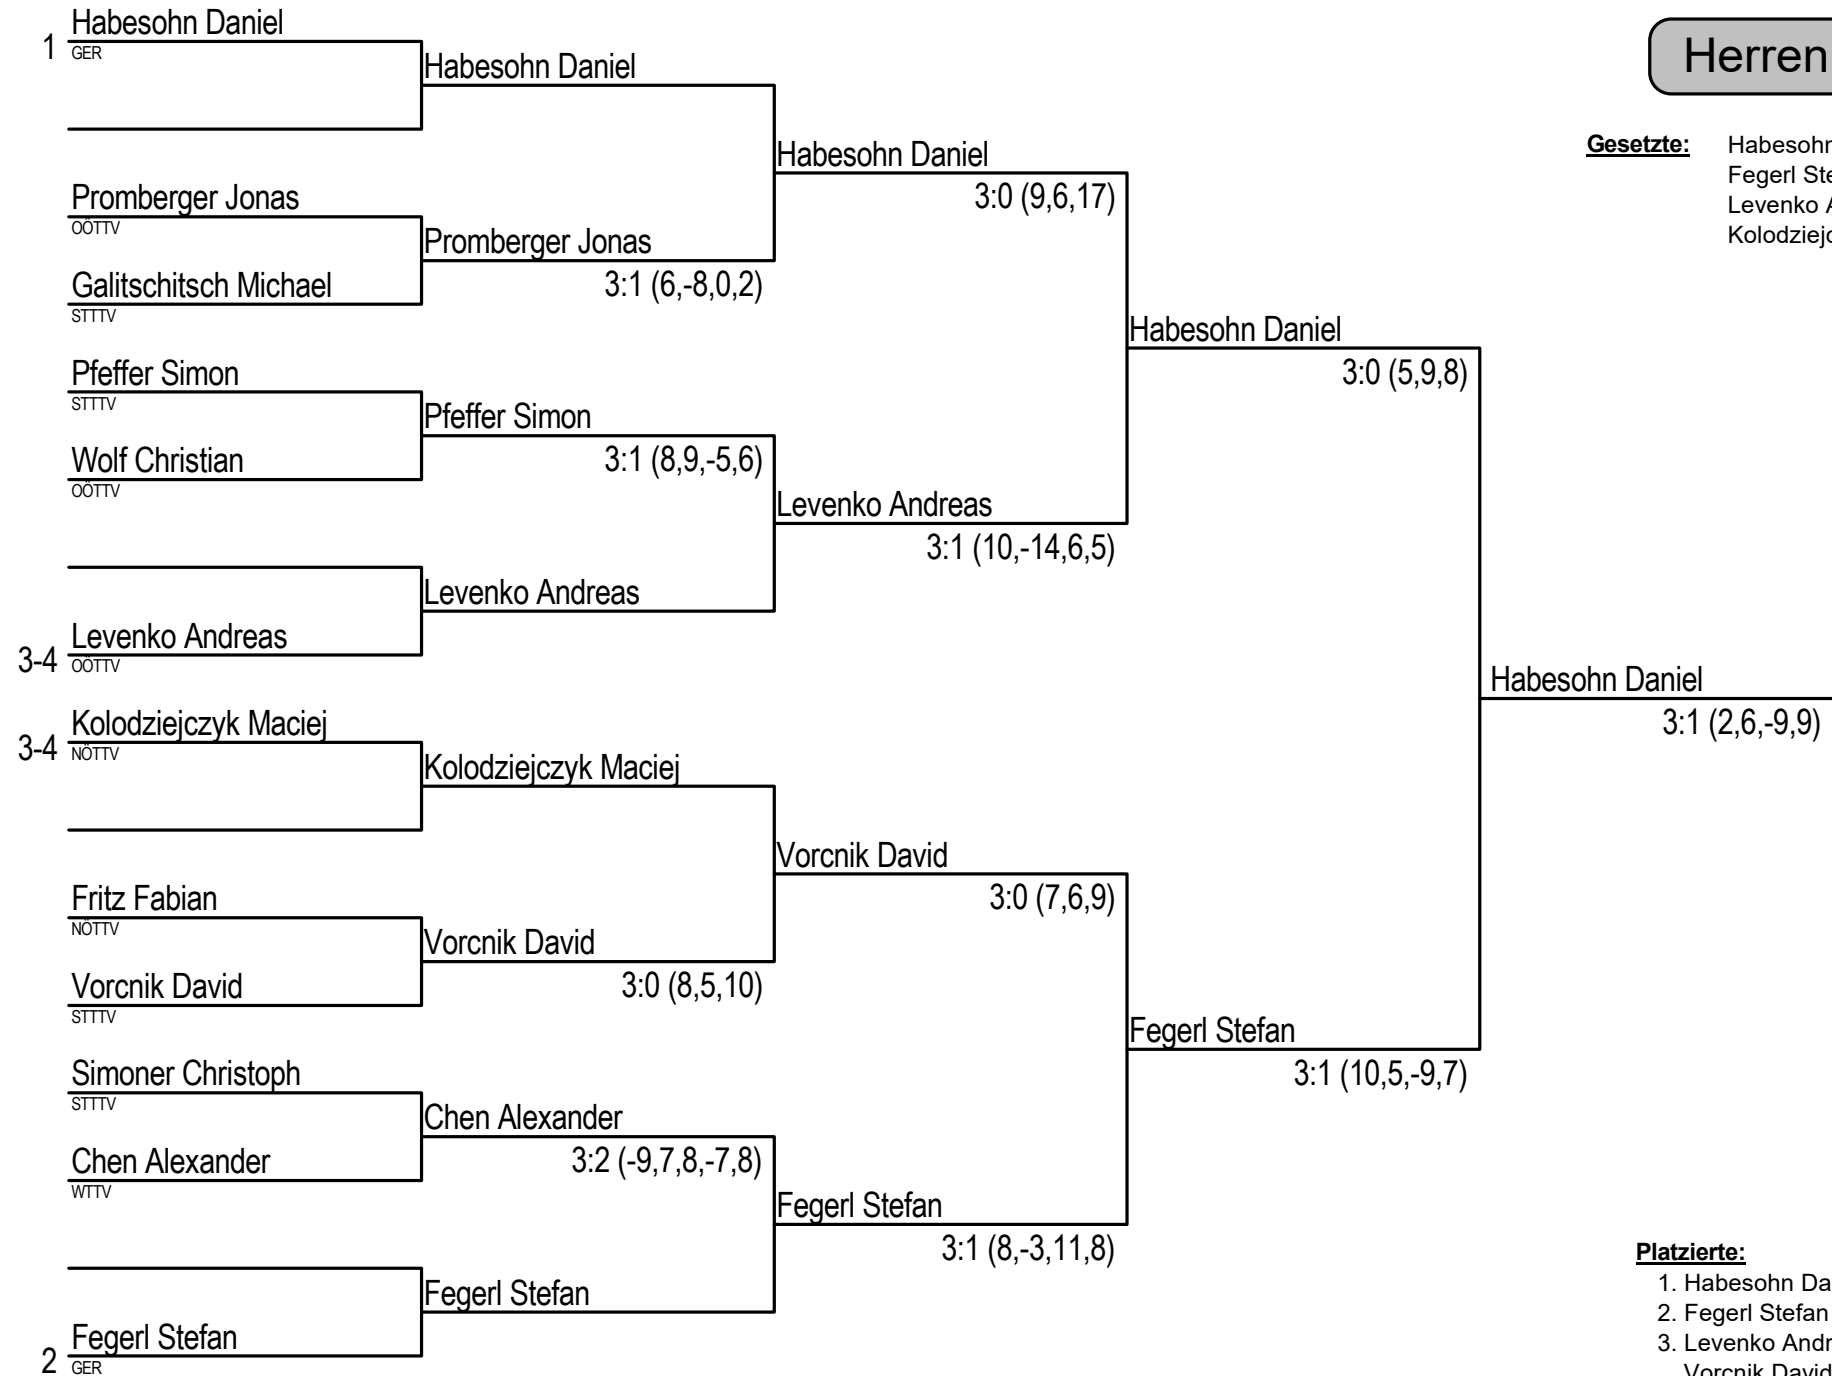 Habesohn Daniel
1
GER
Habesohn Daniel
Habesohn Daniel
3:0 (9,6,17)
Promberger Jonas
OÖTTV
Promberger Jonas
3:1 (6,-8,0,2)
Galitschitsch Michael
STTTV
Habesohn Daniel
3:0 (5,9,8)
Pfeffer Simon
STTTV
Pfeffer Simon
3:1 (8,9,-5,6)
Wolf Christian
OÖTTV
Levenko Andreas
3:1 (10,-14,6,5)
Levenko Andreas
Levenko Andreas
3-4
OÖTTV
Habesohn Daniel
3:1 (2,6,-9,9)
Kolodziejczyk Maciej
3-4
NÖTTV
Kolodziejczyk Maciej
Vorcnik David
3:0 (7,6,9)
Fritz Fabian
NÖTTV
Vorcnik David
3:0 (8,5,10)
Vorcnik David
STTTV
Fegerl Stefan
3:1 (10,5,-9,7)
Simoner Christoph
STTTV
Chen Alexander
3:2 (-9,7,8,-7,8)
Chen Alexander
WTTV
Fegerl Stefan
3:1 (8,-3,11,8)
Fegerl Stefan
Fegerl Stefan
2
GER
Herren
Gesetzte: Habesohn
Fegerl Ste
Levenko
Kolodziejc
Platzierte:
1. Habesohn Da
2. Fegerl Stefan
3. Levenko Andr
Vorcnik David